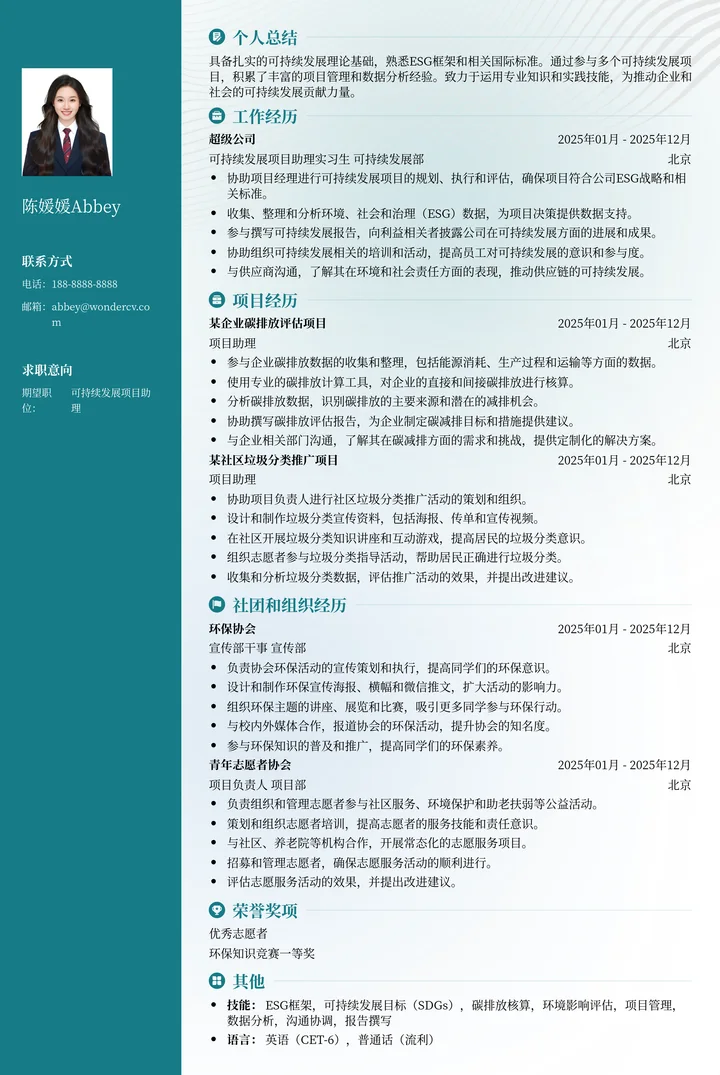 陈媛媛Abbey
联系方式
电话: 188-8888-8888
邮箱: abbey@wondercv.co
m
求职意向
期望职 可持续发展项目助
位: 理
个人总结
具备扎实的可持续发展理论基础，熟悉ESG框架和相关国际标准。通过参与多个可持续发展项
目，积累了丰富的项目管理和数据分析经验。致力于运用专业知识和实践技能，为推动企业和
社会的可持续发展贡献力量。
工作经历
超级公司 2025年01月 - 2025年12月
可持续发展项目助理实习生 可持续发展部 北京
• 协助项目经理进行可持续发展项目的规划、执行和评估，确保项目符合公司ESG战略和相
关标准。
• 收集、整理和分析环境、社会和治理（ESG）数据，为项目决策提供数据支持。
• 参与撰写可持续发展报告，向利益相关者披露公司在可持续发展方面的进展和成果。
• 协助组织可持续发展相关的培训和活动，提高员工对可持续发展的意识和参与度。
• 与供应商沟通，了解其在环境和社会责任方面的表现，推动供应链的可持续发展。
项目经历
某企业碳排放评估项目 2025年01月 - 2025年12月
项目助理 北京
• 参与企业碳排放数据的收集和整理，包括能源消耗、生产过程和运输等方面的数据。
• 使用专业的碳排放计算工具，对企业的直接和间接碳排放进行核算。
• 分析碳排放数据，识别碳排放的主要来源和潜在的减排机会。
• 协助撰写碳排放评估报告，为企业制定碳减排目标和措施提供建议。
• 与企业相关部门沟通，了解其在碳减排方面的需求和挑战，提供定制化的解决方案。
某社区垃圾分类推广项目 2025年01月 - 2025年12月
项目助理 北京
• 协助项目负责人进行社区垃圾分类推广活动的策划和组织。
• 设计和制作垃圾分类宣传资料，包括海报、传单和宣传视频。
• 在社区开展垃圾分类知识讲座和互动游戏，提高居民的垃圾分类意识。
• 组织志愿者参与垃圾分类指导活动，帮助居民正确进行垃圾分类。
• 收集和分析垃圾分类数据，评估推广活动的效果，并提出改进建议。
社团和组织经历
环保协会 2025年01月 - 2025年12月
宣传部干事 宣传部 北京
• 负责协会环保活动的宣传策划和执行，提高同学们的环保意识。
• 设计和制作环保宣传海报、横幅和微信推文，扩大活动的影响力。
• 组织环保主题的讲座、展览和比赛，吸引更多同学参与环保行动。
• 与校内外媒体合作，报道协会的环保活动，提升协会的知名度。
• 参与环保知识的普及和推广，提高同学们的环保素养。
青年志愿者协会 2025年01月 - 2025年12月
项目负责人 项目部 北京
• 负责组织和管理志愿者参与社区服务、环境保护和助老扶弱等公益活动。
• 策划和组织志愿者培训，提高志愿者的服务技能和责任意识。
• 与社区、养老院等机构合作，开展常态化的志愿服务项目。
• 招募和管理志愿者，确保志愿服务活动的顺利进行。
• 评估志愿服务活动的效果，并提出改进建议。
荣誉奖项
优秀志愿者
环保知识竞赛一等奖
其他
• 技能: ESG框架，可持续发展目标（SDGs），碳排放核算，环境影响评估，项目管理，
数据分析，沟通协调，报告撰写
• 语言: 英语（CET-6），普通话（流利）